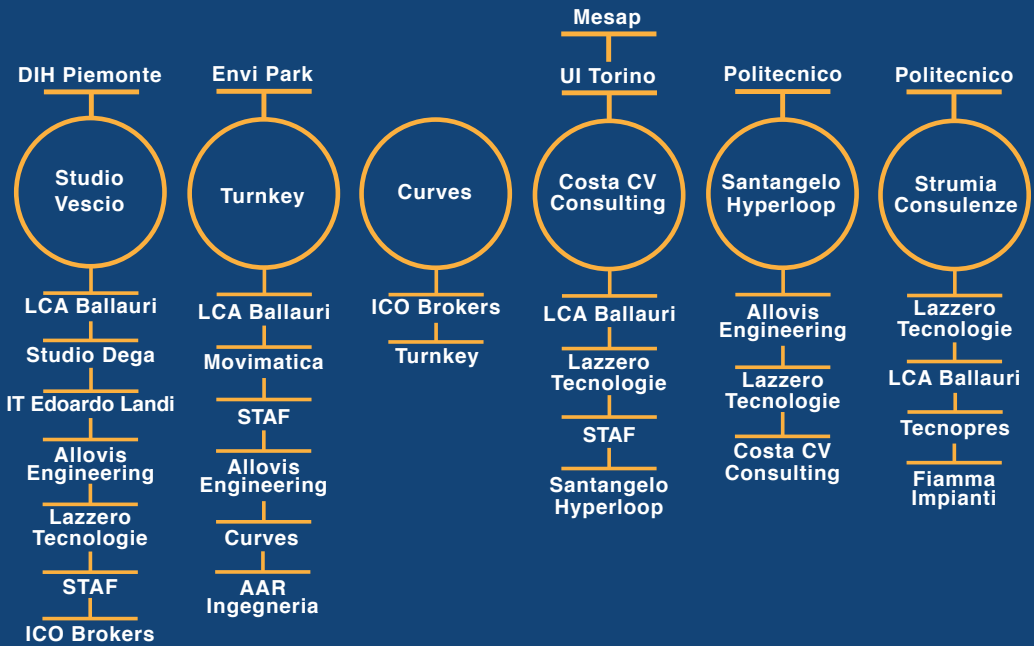 DIH Piemonte
Studio
Vescio
LCA Ballauri
Studio Dega
IT Edoardo Landi
Allovis
Engineering
Lazzero
Tecnologie
STAF
ICO Brokers
Envi Park
Turnkey
LCA Ballauri
Movimatica
STAF
Allovis
Engineering
Curves
AAR
Ingegneria
Curves
ICO Brokers
Turnkey
Mesap
UI Torino
Costa CV
Consulting
LCA Ballauri
Lazzero
Tecnologie
STAF
Santangelo
Hyperloop
Politecnico
Santangelo
Hyperloop
Allovis
Engineering
Lazzero
Tecnologie
Costa CV
Consulting
Politecnico
Strumia
Consulenze
Lazzero
Tecnologie
LCA Ballauri
Tecnopres
Fiamma
Impianti